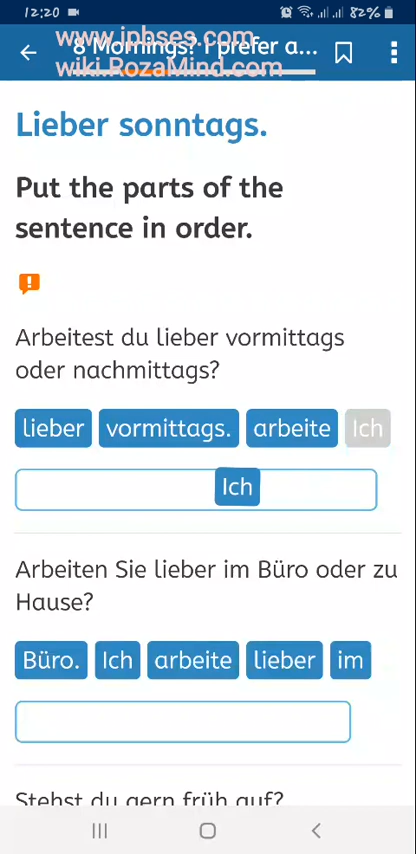 12:20
82%
www.iphses.com
8 Mornings? I prefer a...
wiki.RozaMind.com
Lieber sonntags.
Put the parts of the
sentence in order.
Arbeitest du lieber vormittags
oder nachmittags?
lieber vormittags. arbeite Ich
Ich
Arbeiten Sie lieber im Büro oder zu
Hause?
Büro. Ich arbeite lieber im
Stehst du gern früh auf?